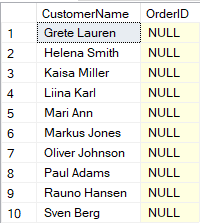 CustomerName OrderID
1 Grete Lauren NULL
2 Helena Smith NULL
3 Kaisa Miller NULL
4 Liina Karl NULL
5 Mari Ann NULL
6 Markus Jones NULL
7 Oliver Johnson NULL
8 Paul Adams NULL
9 Rauno Hansen NULL
10 Sven Berg NULL